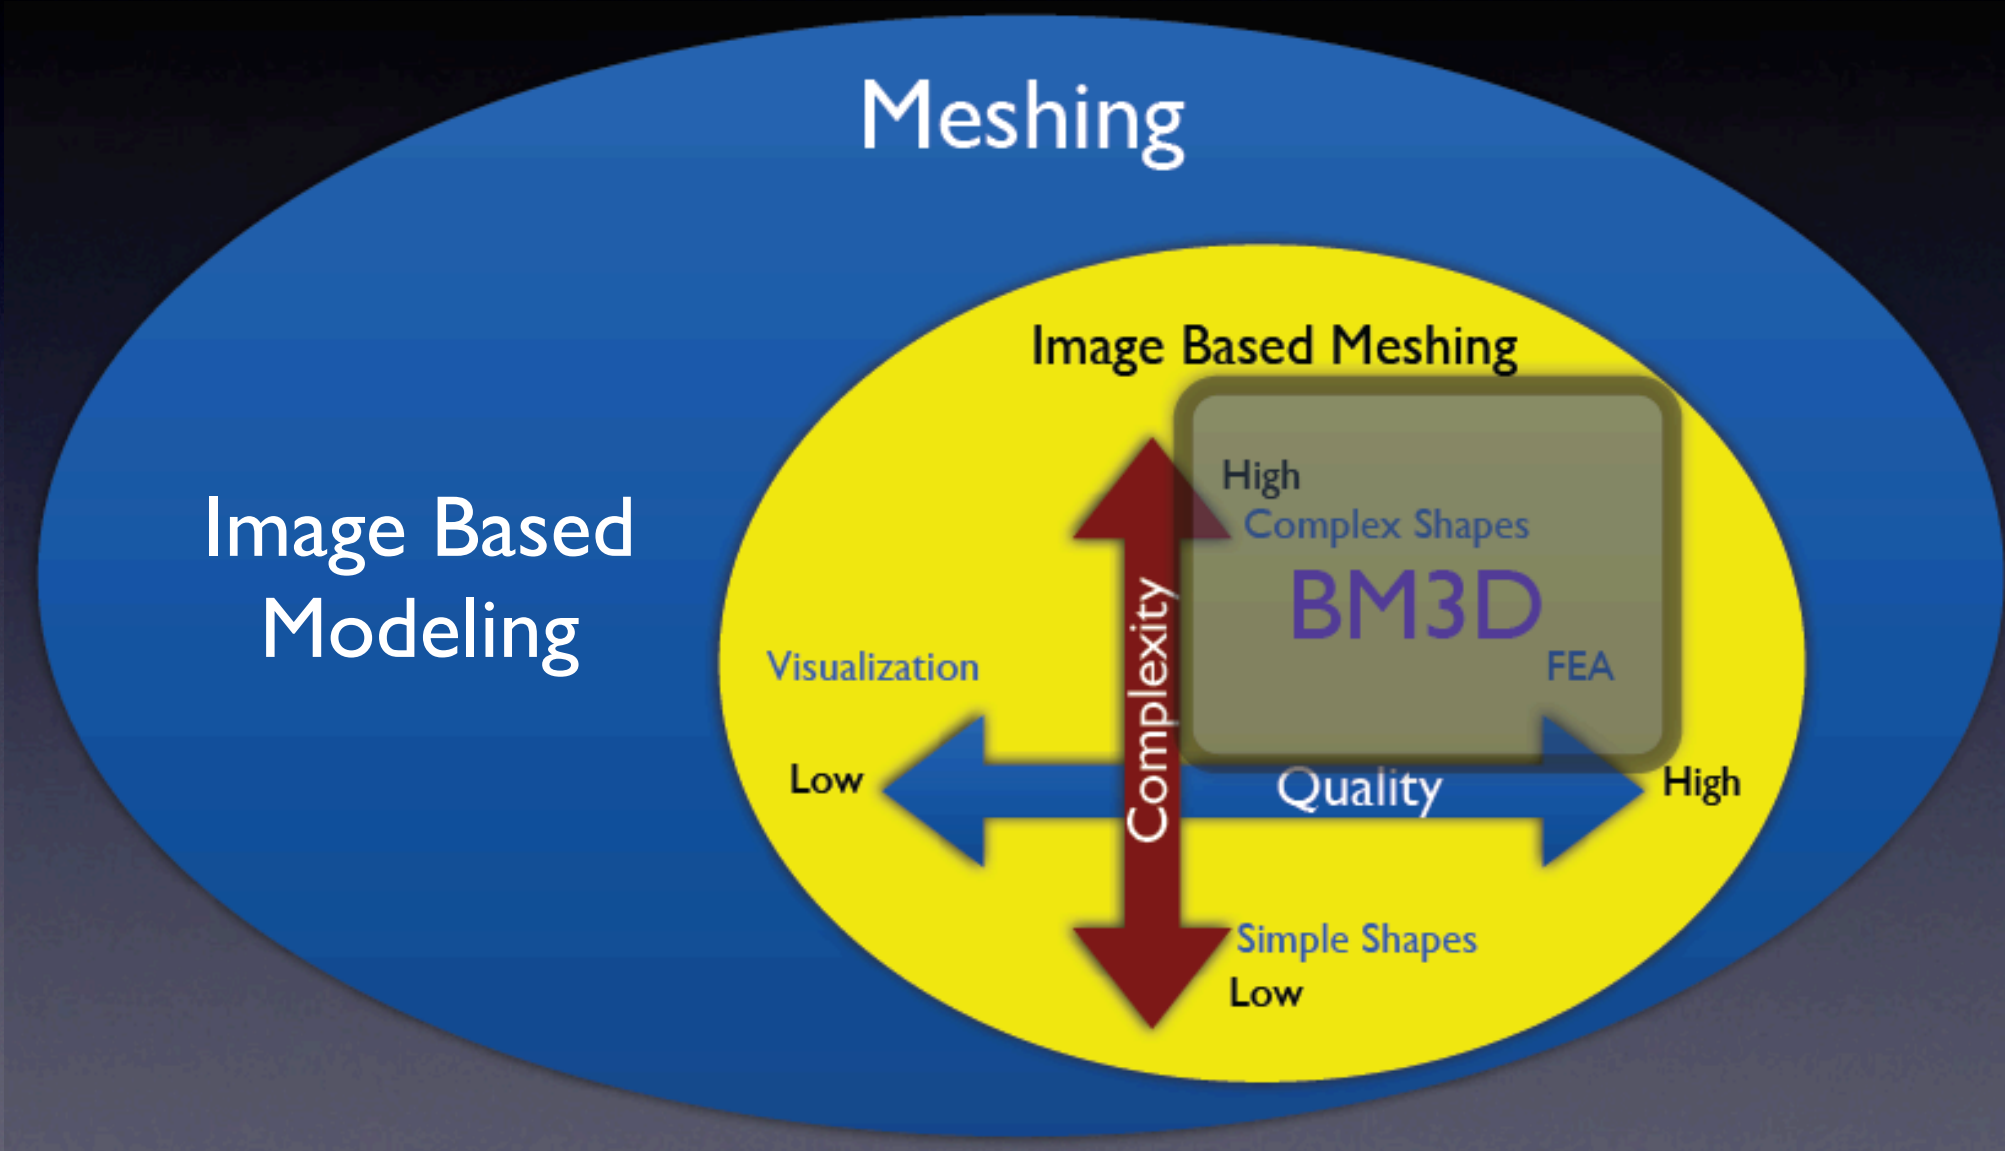 Meshing
Image Based Meshing
Image Based
Modeling
High
Complex Shapes
BM3D
Complexity
Visualization
FEA
Low
Quality
High
Simple Shapes
Low